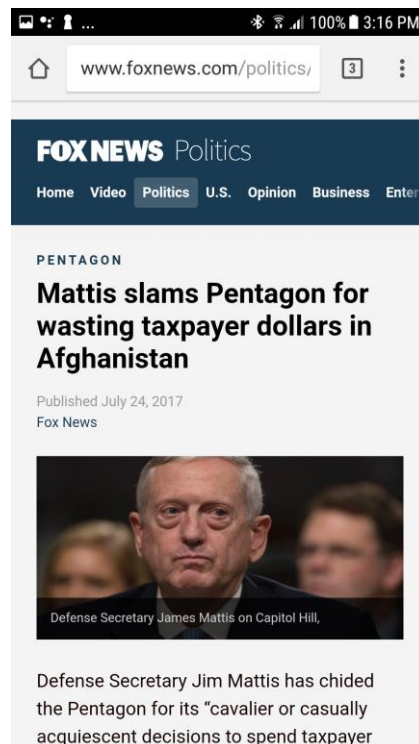 ... 100% 3:16 PM
www.foxnews.com/politics/ 3
FOX NEWS Politics
Home Video Politics U.S. Opinion Business Enter
PENTAGON
Mattis slams Pentagon for
wasting taxpayer dollars in
Afghanistan
Published July 24, 2017
Fox News
Defense Secretary James Mattis on Capitol Hill,
Defense Secretary Jim Mattis has chided
the Pentagon for its “cavalier or casually
acquiescent decisions to spend taxpayer